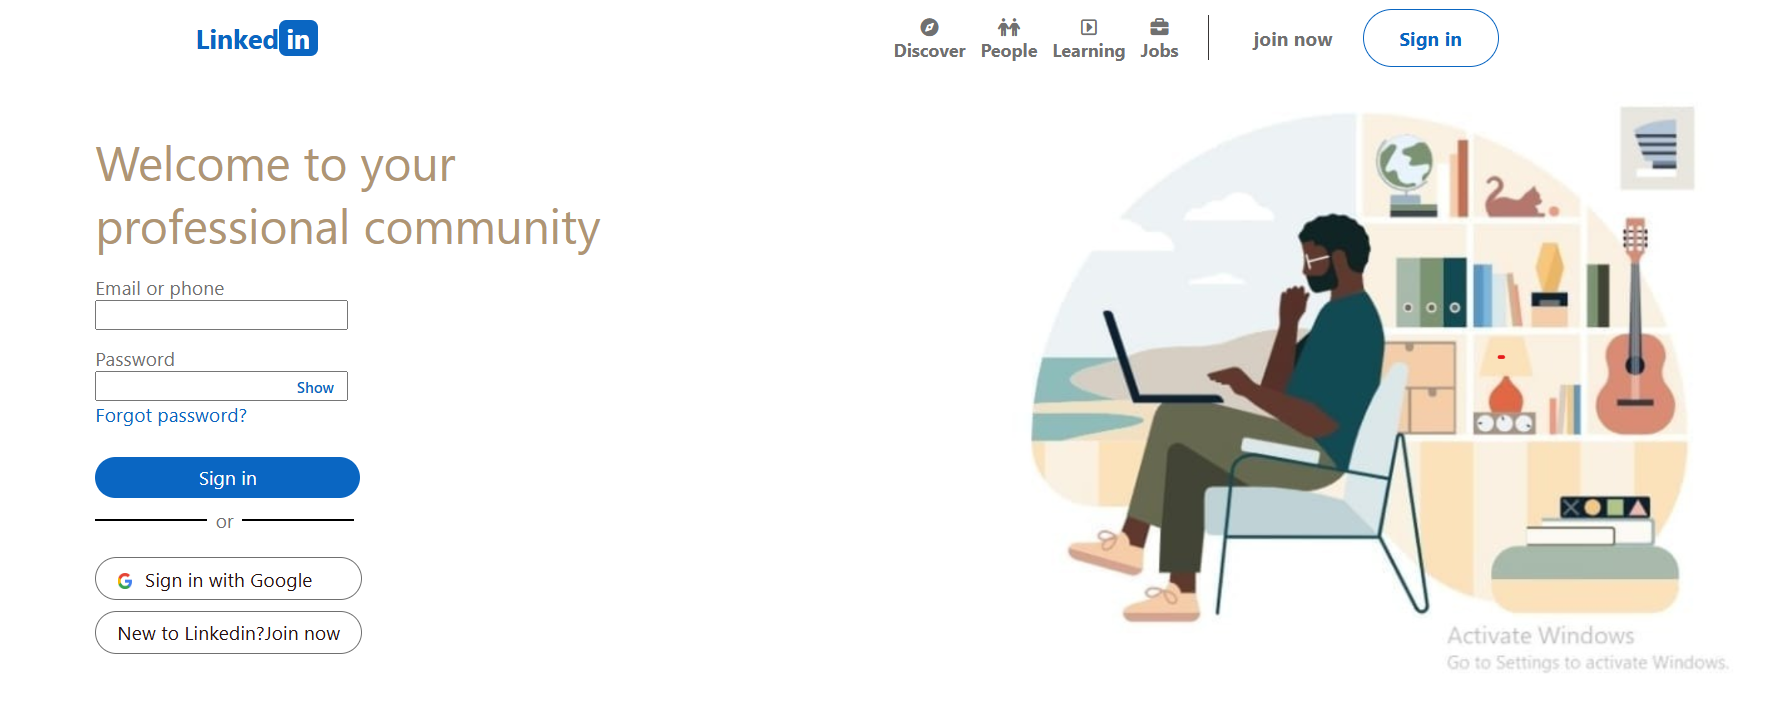 Linkedin
Discover People Learning Jobs
join now
Sign in
Welcome to your
professional community
Email or phone
Password
Show
Forgot password?
Sign in
or
Sign in with Google
New to Linkedin?Join now
Activate Windows
Go to Settings to activate Windows.